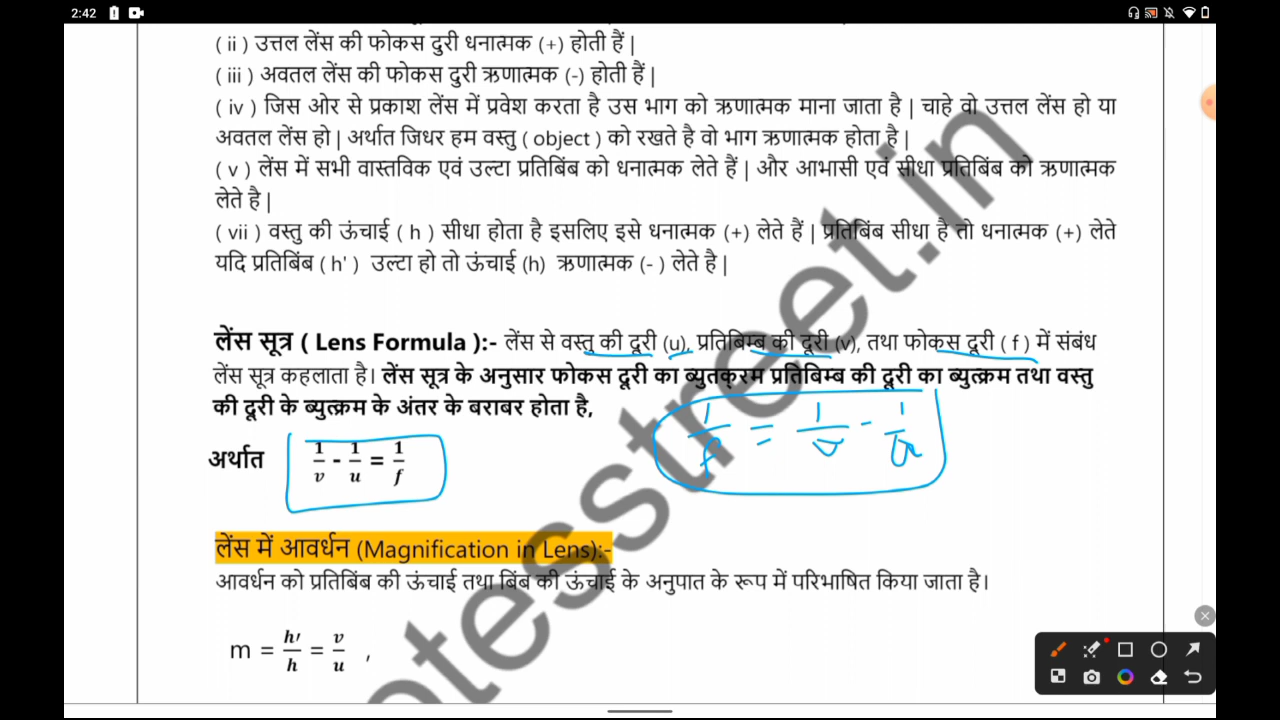 2:42
( ii ) उत्तल लेंस की फोकस दुरी धनात्मक (+) होती हैं |
( iii ) अवतल लेंस की फोकस दुरी ऋणात्मक (-) होती हैं |
( iv ) जिस ओर से प्रकाश लेंस में प्रवेश करता है उस भाग को ऋणात्मक माना जाता है | चाहे वो उत्तल लेंस हो या
अवतल लेंस हो | अर्थात जिधर हम वस्तु ( object ) को रखते है वो भाग ऋणात्मक होता है |
( v ) लेंस में सभी वास्तविक एवं उल्टा प्रतिबिंब को धनात्मक लेते हैं | और आभासी एवं सीधा प्रतिबिंब को ऋणात्मक
लेते है |
( vii ) वस्तु की ऊंचाई ( h ) सीधा होता है इसलिए इसे धनात्मक (+) लेते हैं | प्रतिबिंब सीधा है तो धनात्मक (+) लेते
यदि प्रतिबिंब ( h' ) उल्टा हो तो ऊंचाई (h) ऋणात्मक (- ) लेते है |
लेंस सूत्र ( Lens Formula ):- लेंस से वस्तु की दूरी (u), प्रतिबिम्ब की दूरी (v), तथा फोकस दूरी ( f ) में संबंध
लेंस सूत्र कहलाता है। लेंस सूत्र के अनुसार फोकस दूरी का ब्युतक्रम प्रतिबिम्ब की दूरी का ब्युत्क्रम तथा वस्तु
की दूरी के ब्युत्क्रम के अंतर के बराबर होता है,
1/f = 1/v - 1/u
अर्थात 1/v - 1/u = 1/f
लेंस में आवर्धन (Magnification in Lens):-
आवर्धन को प्रतिबिंब की ऊंचाई तथा बिंब की ऊंचाई के अनुपात के रूप में परिभाषित किया जाता है।
m = h′/h = v/u ,
otesstreet.in